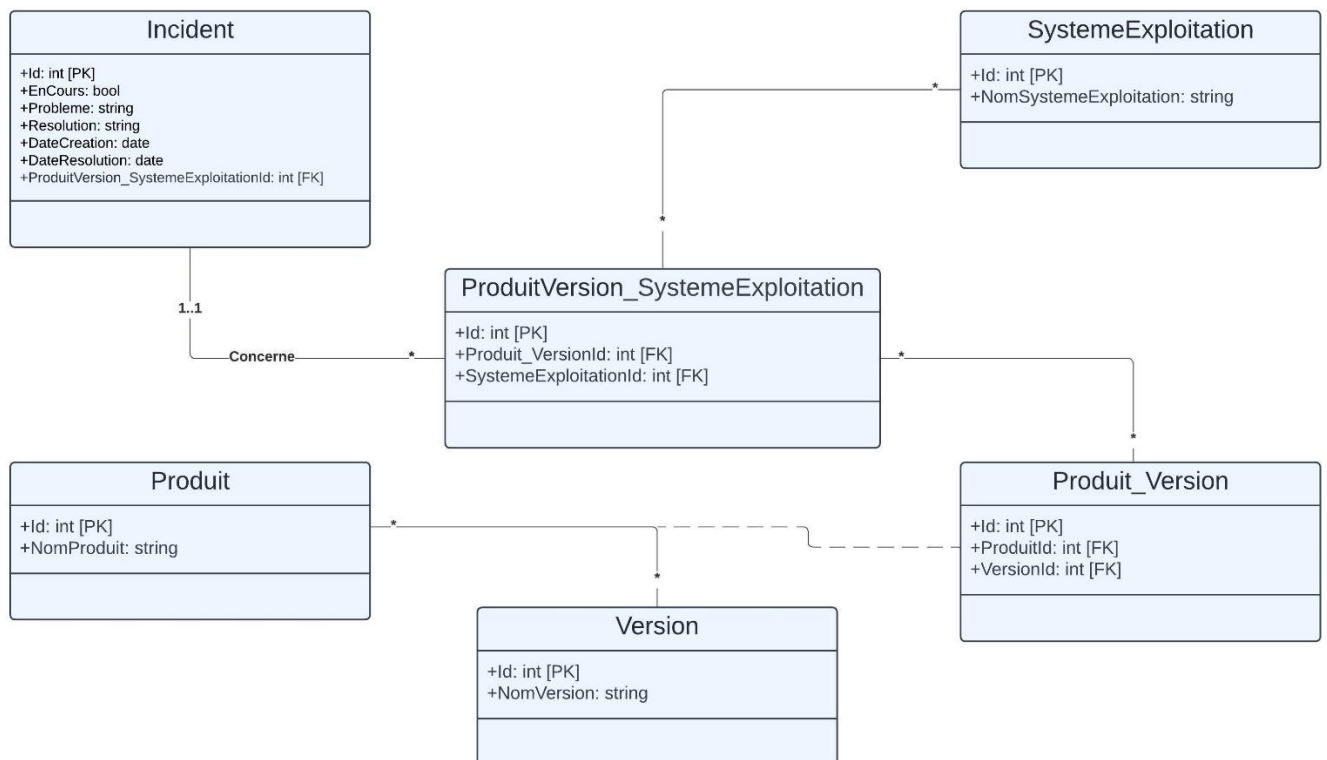 Incident
+Id: int [PK]
+EnCours: bool
+Probleme: string
+Resolution: string
+DateCreation: date
+DateResolution: date
+ProduitVersion_SystemeExploitationId: int [FK]
SystemeExploitation
+Id: int [PK]
+NomSystemeExploitation: string
*
*
1..1
Concerne
*
ProduitVersion_SystemeExploitation
+Id: int [PK]
+Produit_VersionId: int [FK]
+SystemeExploitationId: int [FK]
*
*
Produit
+Id: int [PK]
+NomProduit: string
*
*
Produit_Version
+Id: int [PK]
+ProduitId: int [FK]
+VersionId: int [FK]
Version
+Id: int [PK]
+NomVersion: string